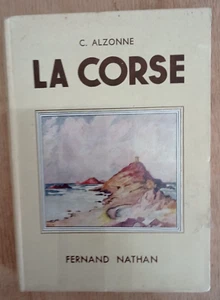 C. ALZONNE
LA CORSE
FERNAND NATHAN